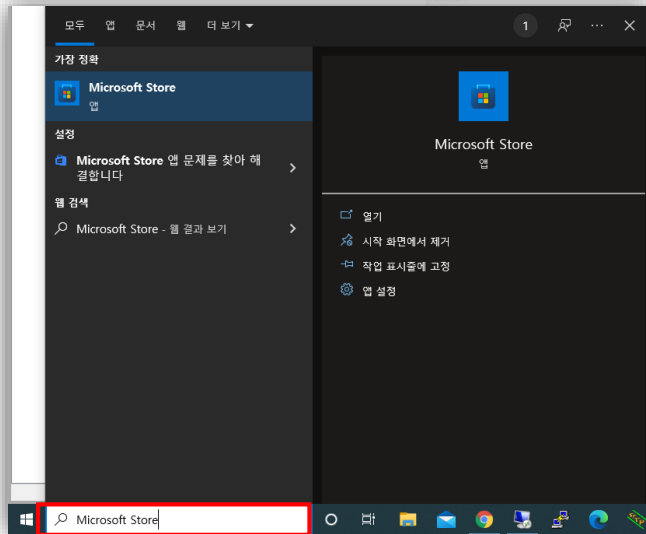 모두 앱 문서 웹 더 보기
1
가장 정확
Microsoft Store
앱
설정
Microsoft Store 앱 문제를 찾아 해
결합니다
웹 검색
Microsoft Store - 웹 결과 보기
Microsoft Store
앱
열기
시작 화면에서 제거
작업 표시줄에 고정
앱 설정
Microsoft Store